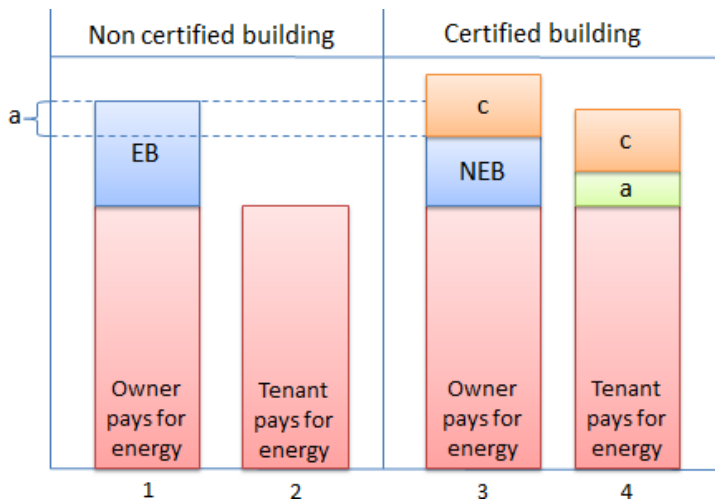 Non certified building
Certified building
a
EB
c
NEB
c
a
Owner
pays for
energy
Tenant
pays for
energy
Owner
pays for
energy
Tenant
pays for
energy
1
2
3
4